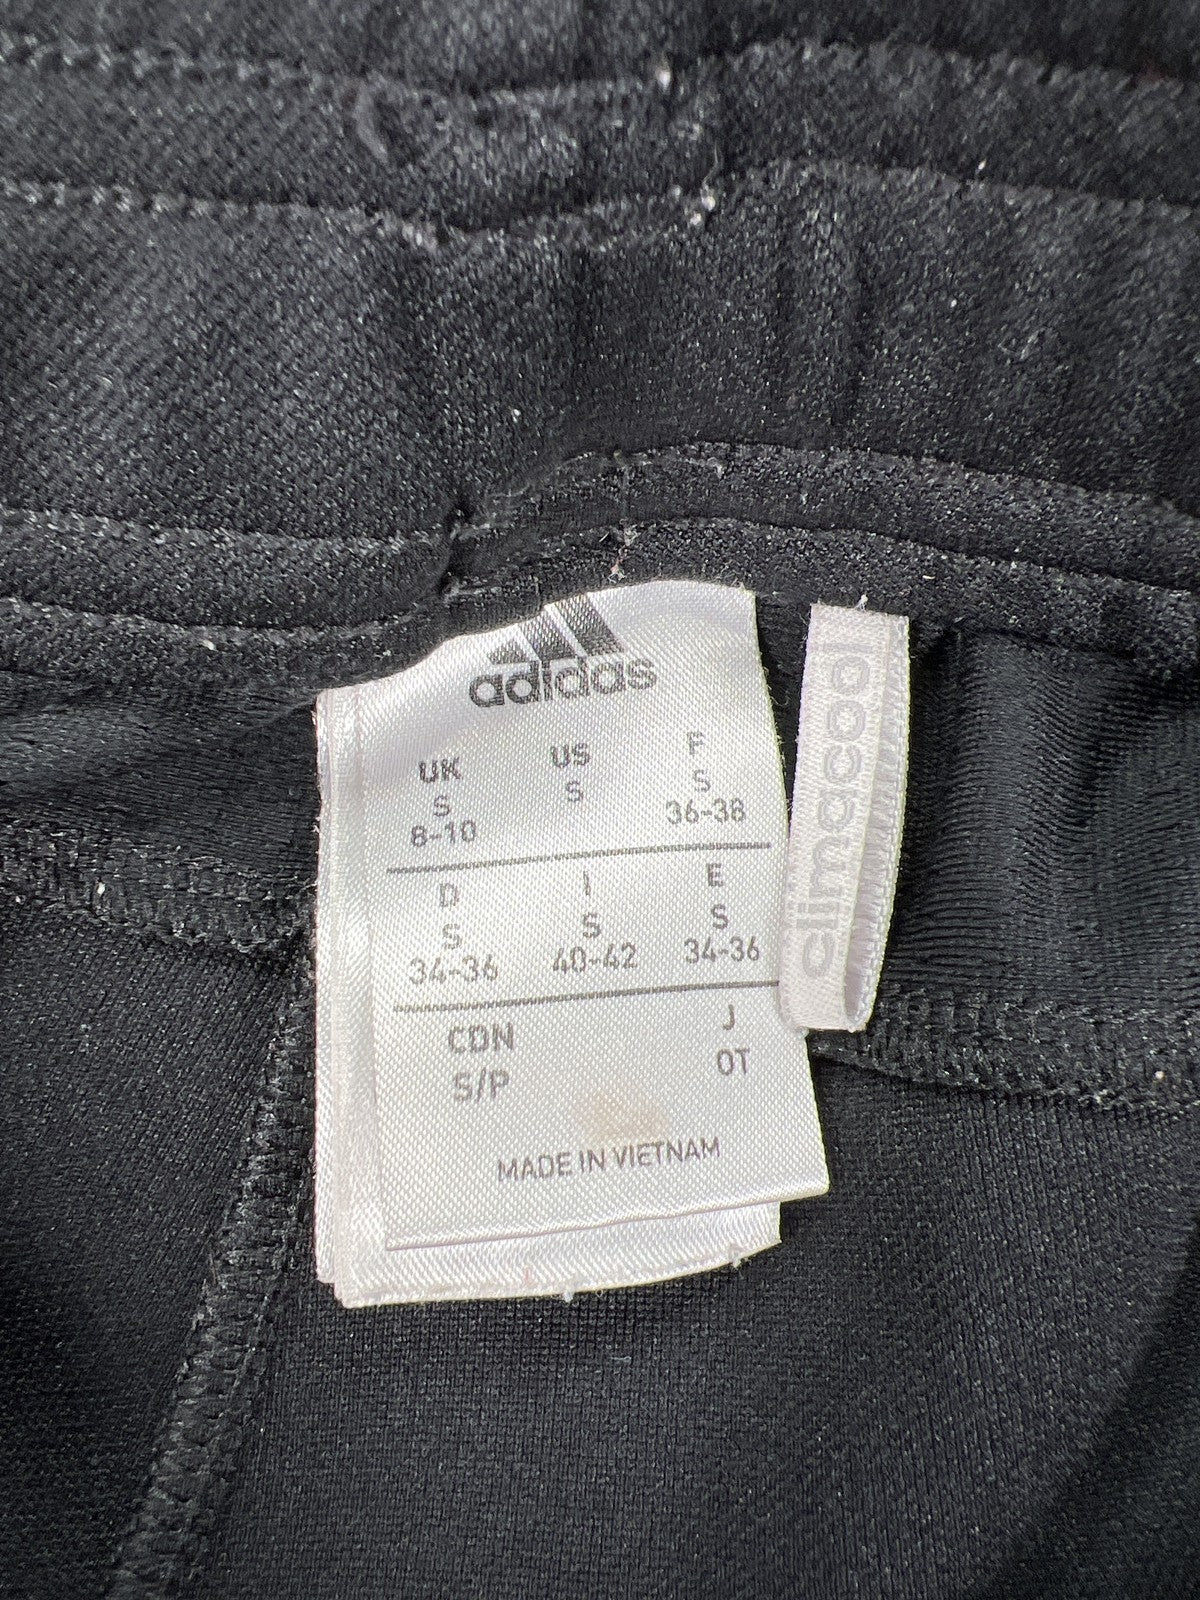 adidas
UK US F
S S S
8-10 36-38
D I E
S S S
34-36 40-42 34-36
CDN J
S/P OT
MADE IN VIETNAM
climacool